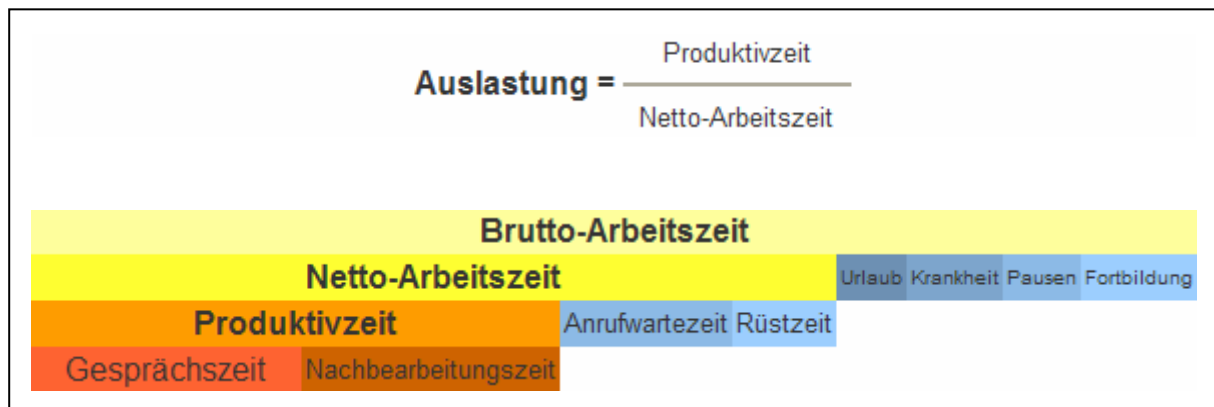 Produktivzeit
Auslastung =
Netto-Arbeitszeit
Brutto-Arbeitszeit
Netto-Arbeitszeit Urlaub Krankheit Pausen Fortbildung
Produktivzeit Anrufwartezeit Rüstzeit
Gesprächszeit Nachbearbeitungszeit